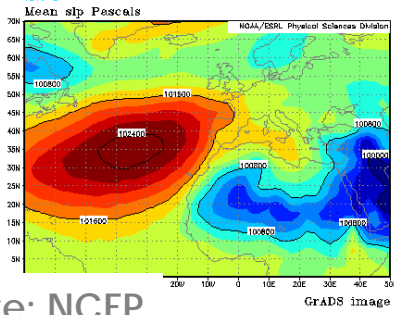 Mean slp Pascals
NOAA/ESRL Physical Sciences Division
70N
65N
60N
55N
50N
45N
40N
35N
30N
25N
20N
15N
10N
5N
100800
101600
102400
101600
100800
100800
100800
100000
100800
20W
10W
0
10E
20E
30E
40E
50E
GrADS image
e: NCEP